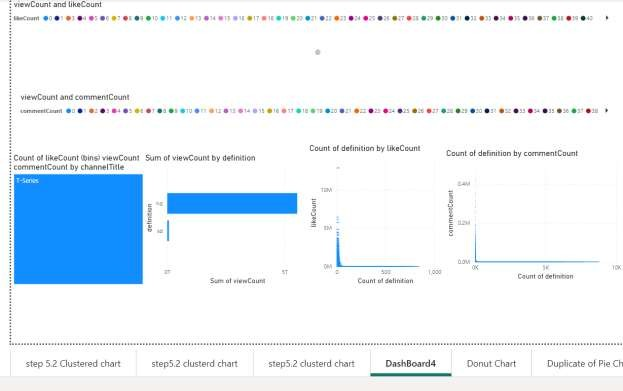 viewCount and likeCount
likeCount 0 1 2 3 4 5 6 7 8 9 10 11 12 13 14 15 16 17 18 19 20 21 22 23 24 25 26 27 28 29 30 31 32 33 34 35 36 37 38 39 40
viewCount and commentCount
commentCount 0 1 2 3 4 5 6 7 8 9 10 11 12 13 14 15 16 17 18 19 20 21 22 23 24 25 26 27 28 29 30 31 32 33 34 35 36 37 38
Count of likeCount (bins) viewCount
commentCount by channelTitle
T-Series
Sum of viewCount by definition
definition
hd
sd
0T 5T
Sum of viewCount
Count of definition by likeCount
likeCount
10M
5M
0M
0 500 1,000
Count of definition
Count of definition by commentCount
commentCount
0.4M
0.2M
0.0M
0K 5K 10K
Count of definition
step 5.2 Clustered chart step5.2 clusterd chart step5.2 clusterd chart DashBoard4 Donut Chart Duplicate of Pie Ch